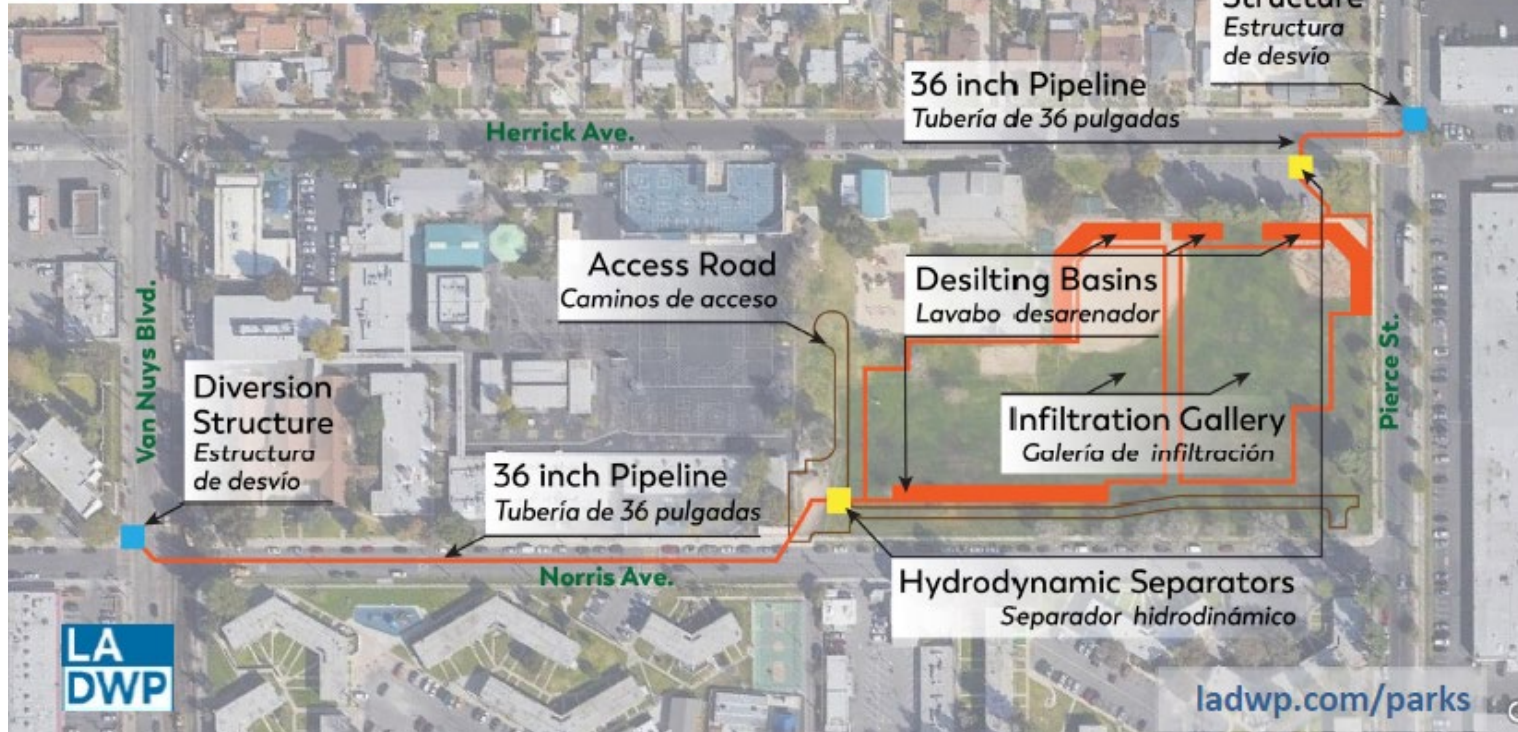 Structure
Estructura
de desvío
36 inch Pipeline
Tubería de 36 pulgadas
Herrick Ave.
Access Road
Caminos de acceso
Desilting Basins
Lavabo desarenador
Van Nuys Blvd.
Pierce St.
Diversion
Structure
Estructura
de desvío
Infiltration Gallery
Galería de infiltración
36 inch Pipeline
Tubería de 36 pulgadas
Norris Ave.
Hydrodynamic Separators
Separador hidrodinámico
LA
DWP
ladwp.com/parks